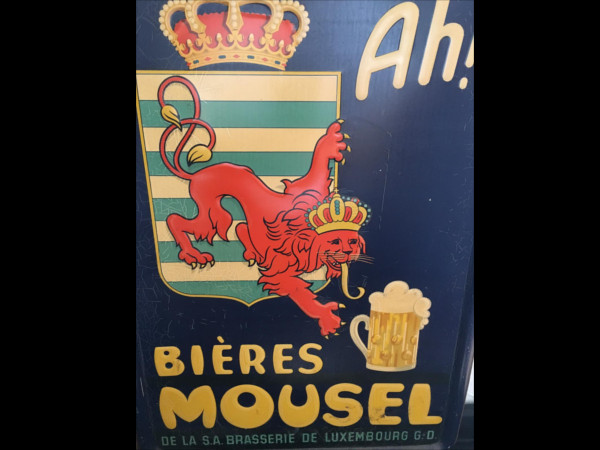 Ah!
BIÈRES
MOUSEL
DE LA S.A. BRASSERIE DE LUXEMBOURG G.-D.